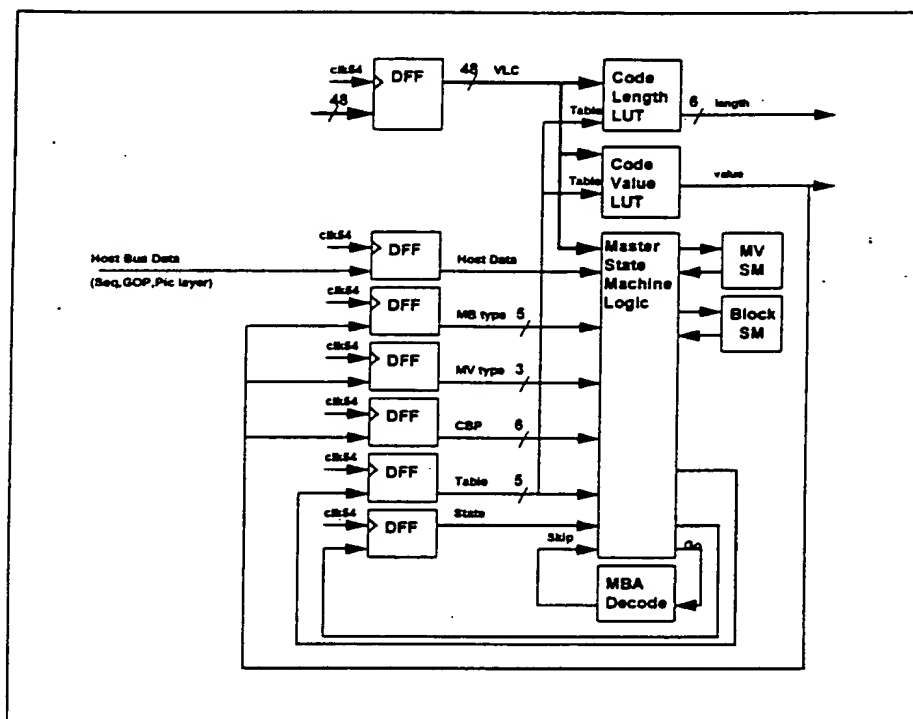 clk54
DFF
48
VLC
48
Code Length LUT
Table
6
length
Code Value LUT
Table
value
Host Bus Data
(Seq,GOP,Pic layer)
clk54
DFF
Host Data
Master State Machine Logic
MV SM
Block SM
clk54
DFF
MB type
5
clk54
DFF
MV type
3
clk54
DFF
CBP
6
clk54
DFF
Table
5
clk54
DFF
State
Skip
Go
MBA Decode